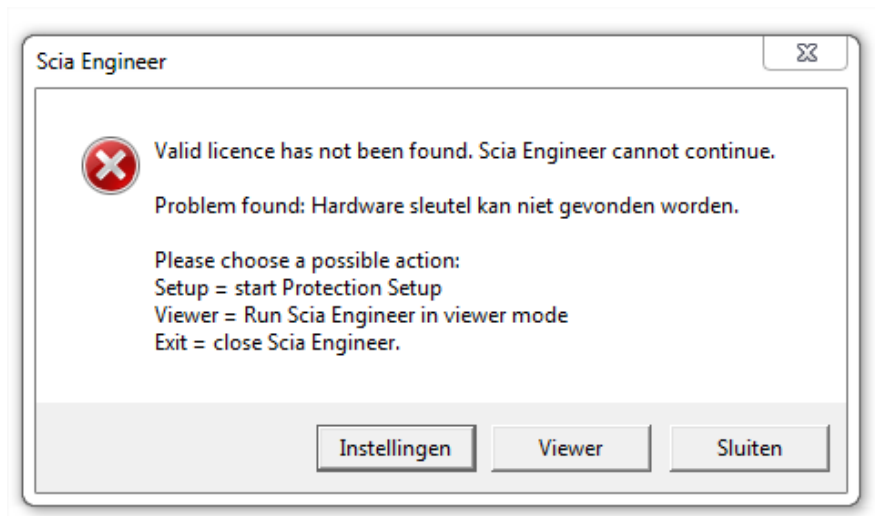 Scia Engineer
Valid licence has not been found. Scia Engineer cannot continue.
Problem found: Hardware sleutel kan niet gevonden worden.
Please choose a possible action:
Setup = start Protection Setup
Viewer = Run Scia Engineer in viewer mode
Exit = close Scia Engineer.
Instellingen Viewer Sluiten